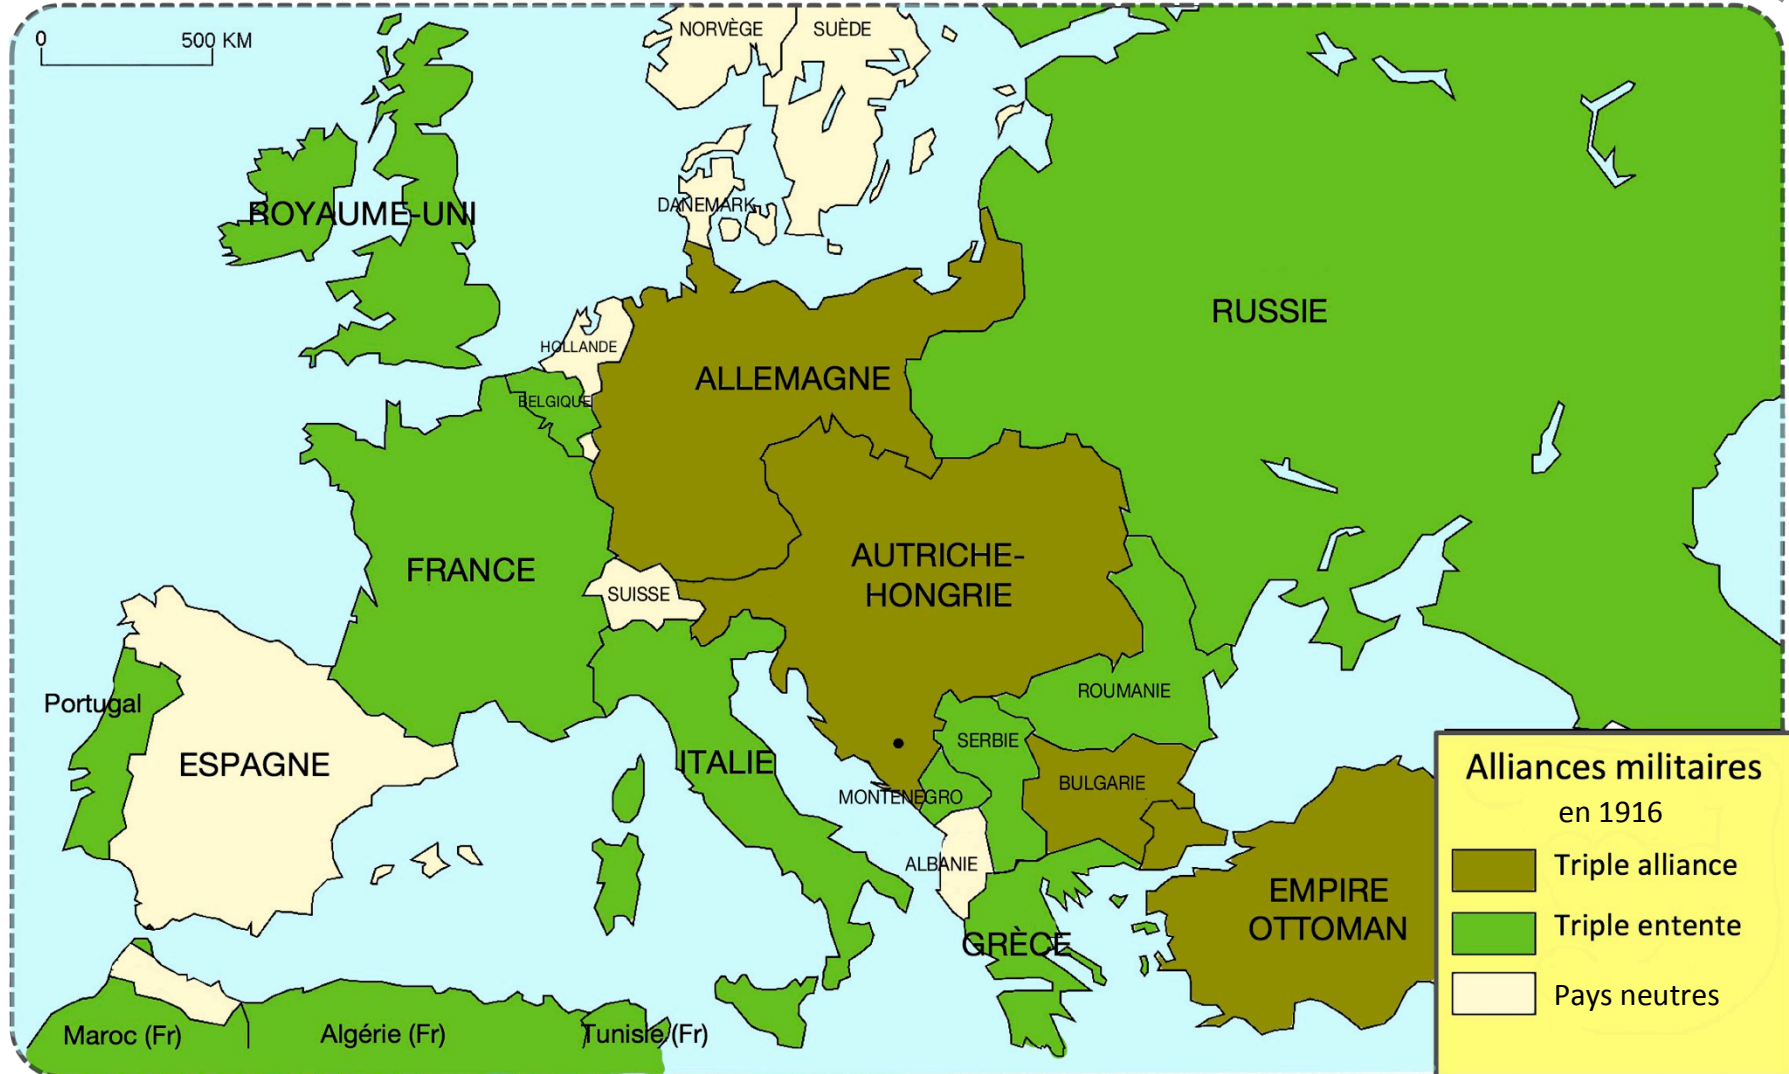 0 500 KM
NORVÈGE
SUÈDE
DANEMARK
ROYAUME-UNI
RUSSIE
HOLLANDE
ALLEMAGNE
BELGIQUE
AUTRICHE-
HONGRIE
FRANCE
SUISSE
ROUMANIE
Portugal
SERBIE
ESPAGNE
ITALIE
BULGARIE
MONTENEGRO
ALBANIE
EMPIRE
OTTOMAN
GRÈCE
Maroc (Fr)
Algérie (Fr)
Tunisie (Fr)
Alliances militaires
en 1916
Triple alliance
Triple entente
Pays neutres